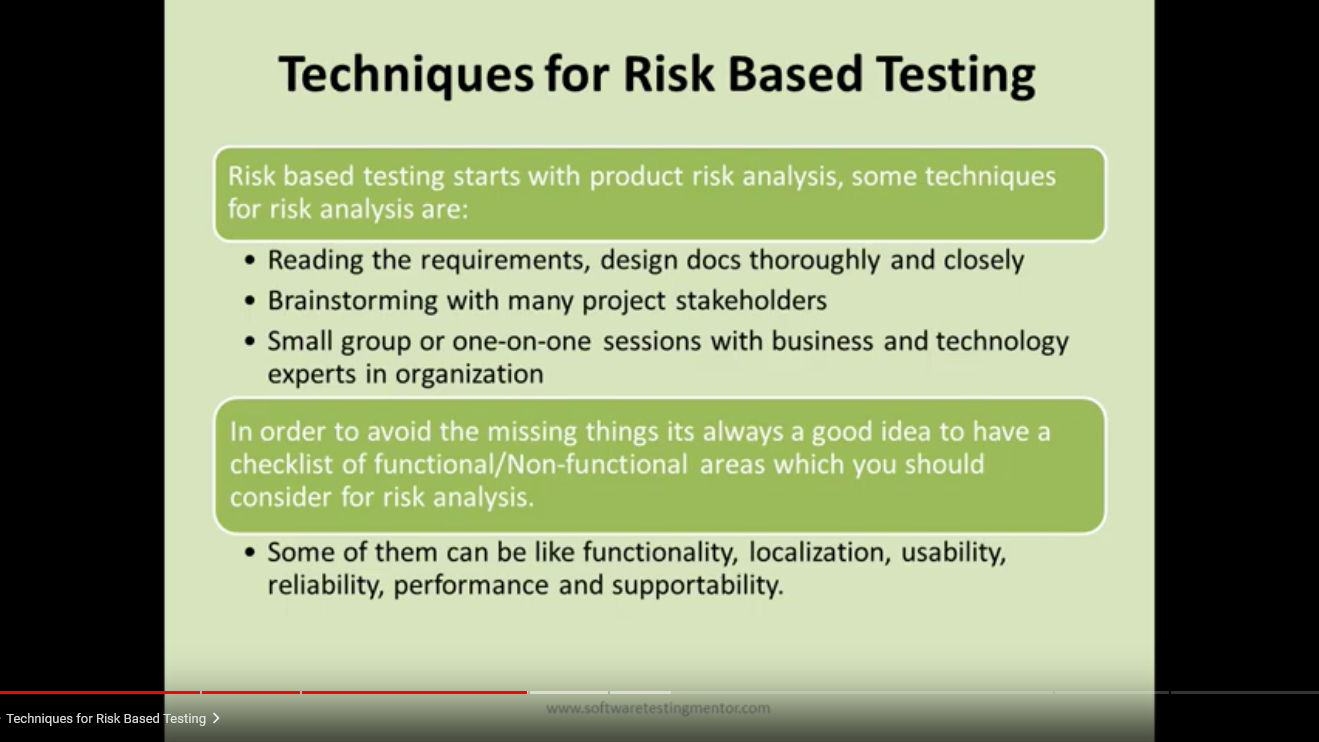 Techniques for Risk Based Testing
Risk based testing starts with product risk analysis, some techniques
for risk analysis are:
• Reading the requirements, design docs thoroughly and closely
• Brainstorming with many project stakeholders
• Small group or one-on-one sessions with business and technology
experts in organization
In order to avoid the missing things its always a good idea to have a
checklist of functional/Non-functional areas which you should
consider for risk analysis.
• Some of them can be like functionality, localization, usability,
reliability, performance and supportability.
www.softwaretestingmentor.com
Techniques for Risk Based Testing